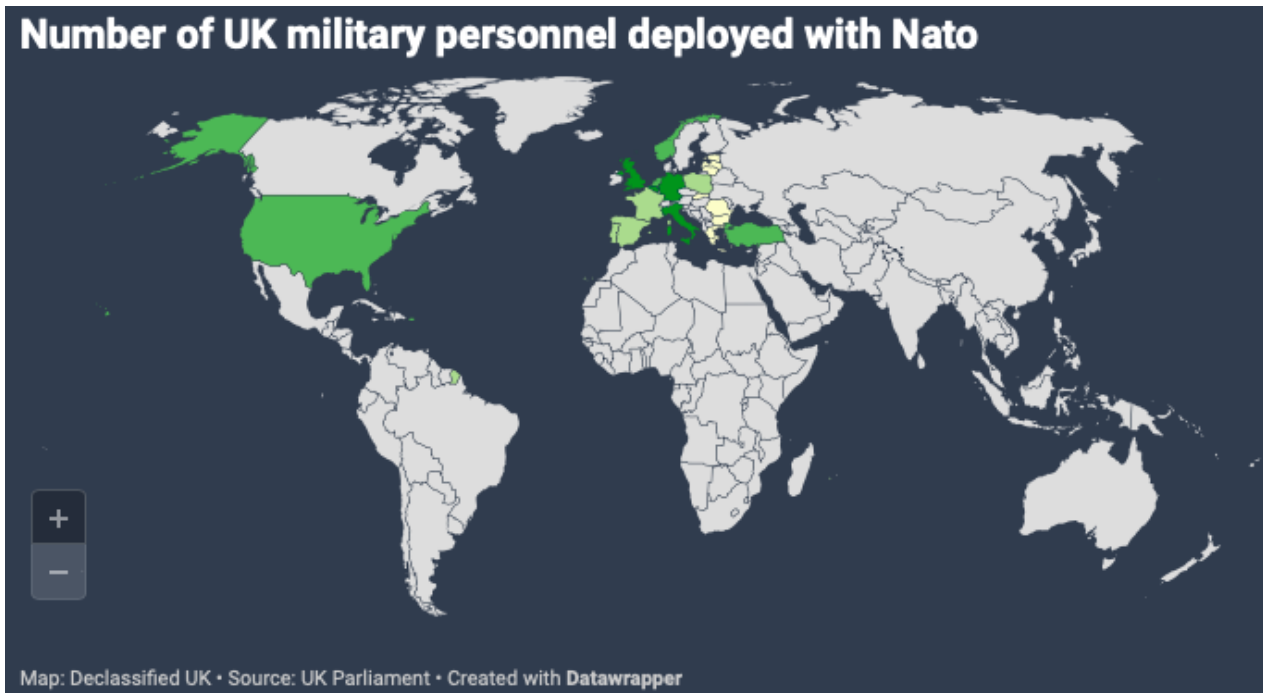 Number of UK military personnel deployed with Nato
+
−
Map: Declassified UK • Source: UK Parliament • Created with Datawrapper